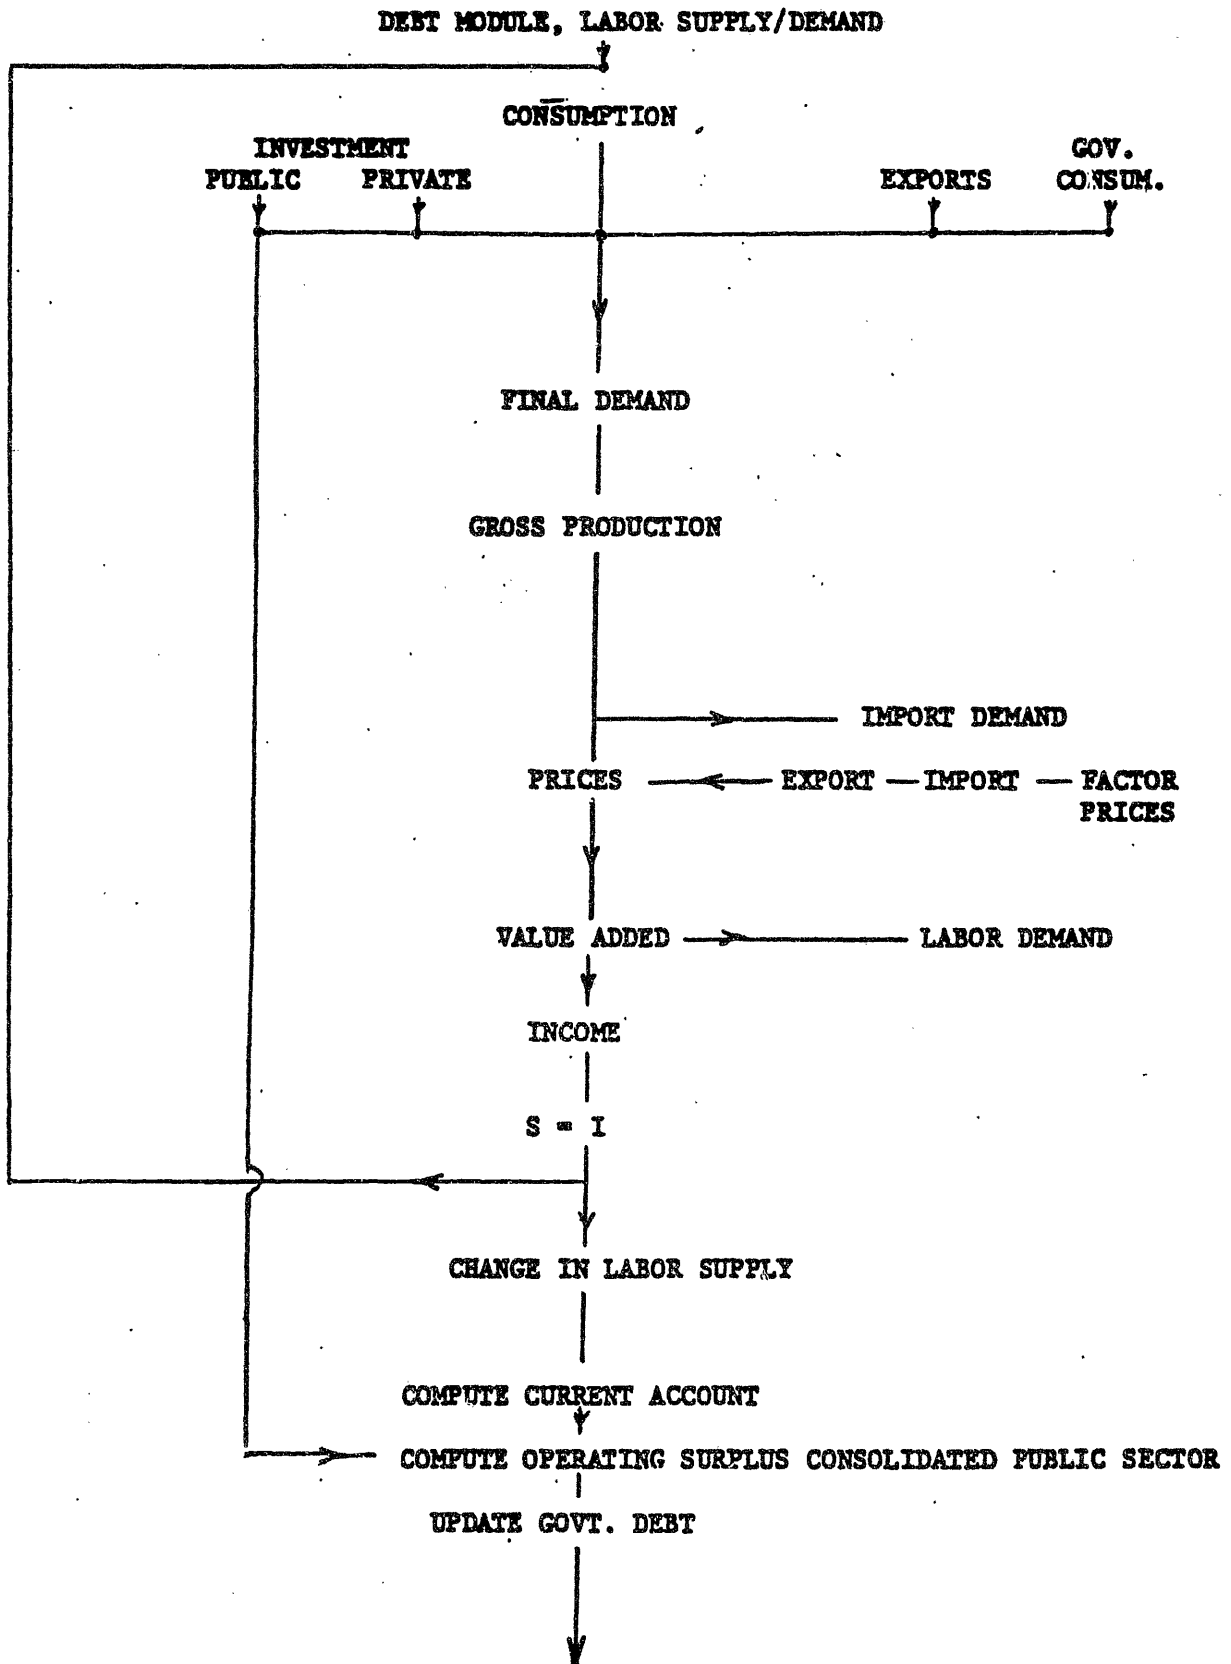 DEBT MODULE, LABOR SUPPLY/DEMAND
CONSUMPTION
INVESTMENT
PUBLIC PRIVATE
EXPORTS
GOV.
CONSUM.
FINAL DEMAND
GROSS PRODUCTION
IMPORT DEMAND
PRICES
EXPORT — IMPORT — FACTOR
PRICES
VALUE ADDED
LABOR DEMAND
INCOME
S = I
CHANGE IN LABOR SUPPLY
COMPUTE CURRENT ACCOUNT
COMPUTE OPERATING SURPLUS CONSOLIDATED PUBLIC SECTOR
UPDATE GOVT. DEBT